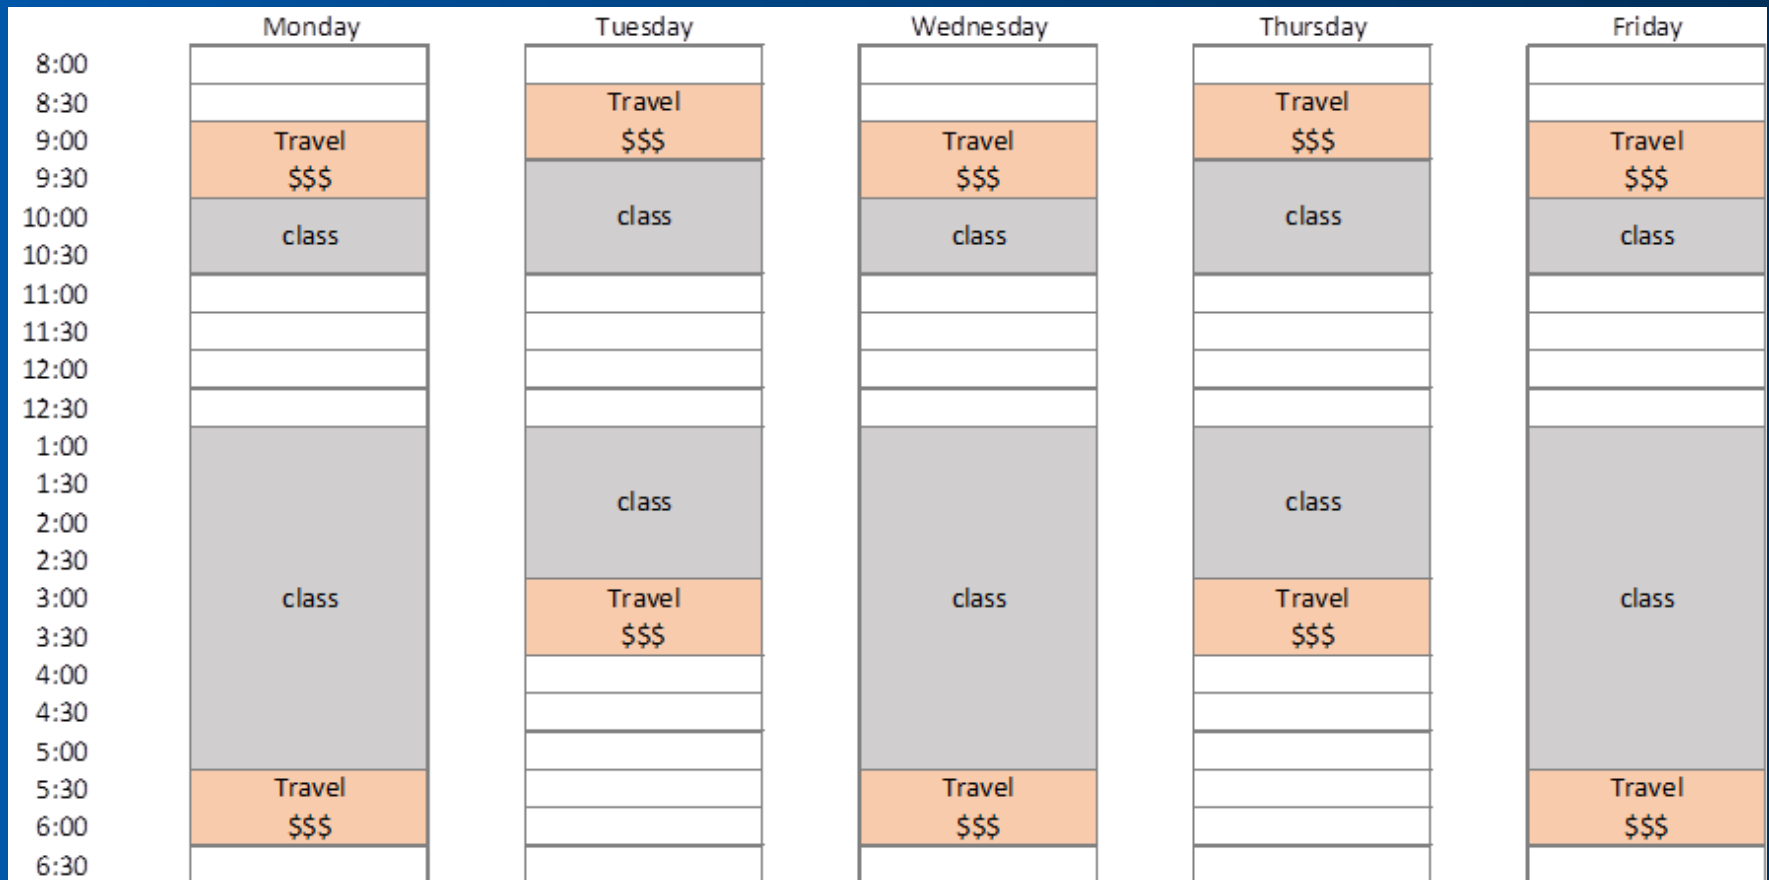 Monday Tuesday Wednesday Thursday Friday
8:00
8:30 Travel Travel
9:00 Travel $$$ Travel $$$ Travel
9:30 $$$ $$$ $$$
10:00 class class
10:30 class class class
11:00
11:30
12:00
12:30
1:00
1:30
2:00 class class
2:30
3:00 class Travel class Travel class
3:30 $$$ $$$
4:00
4:30
5:00
5:30 Travel Travel Travel
6:00 $$$ $$$ $$$
6:30